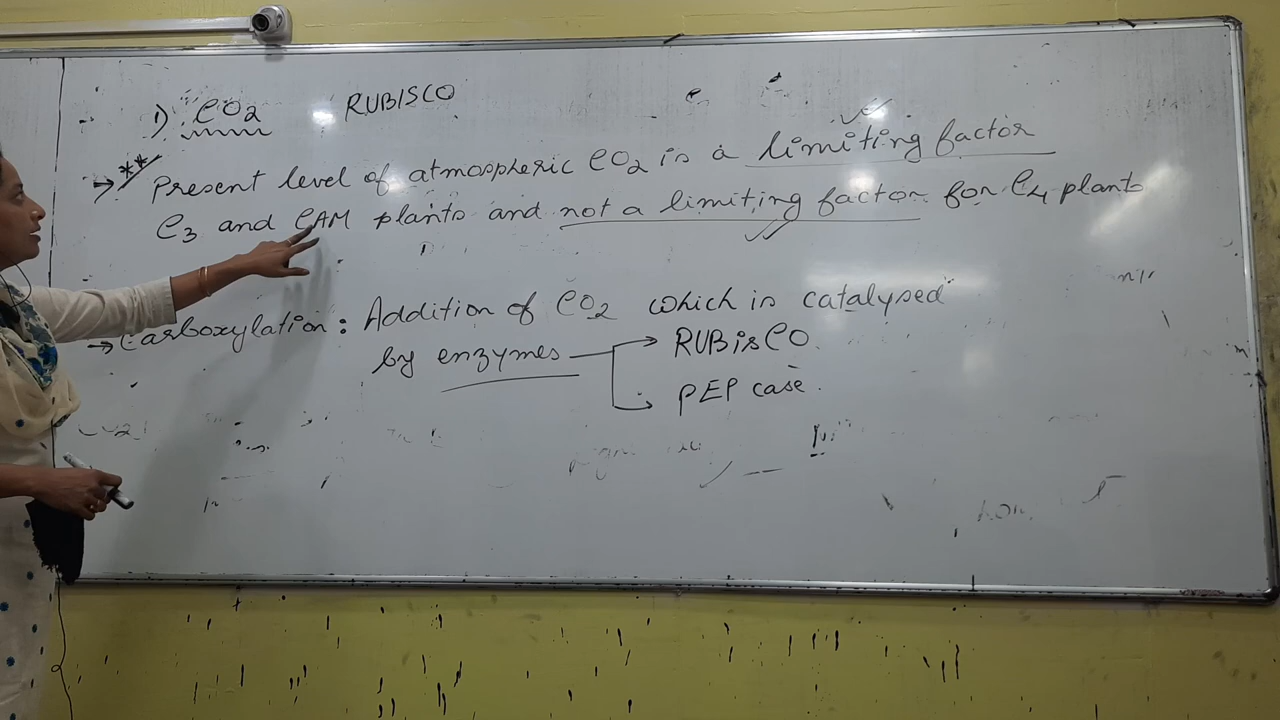 1) CO2 RUBISCO
→ ** Present level of atmospheric CO2 is a limiting factor
C3 and CAM plants and not a limiting factor for C4 plants
→ Carboxylation: Addition of CO2 which is catalysed
by enzymes → RUBisCO
→ PEP case.